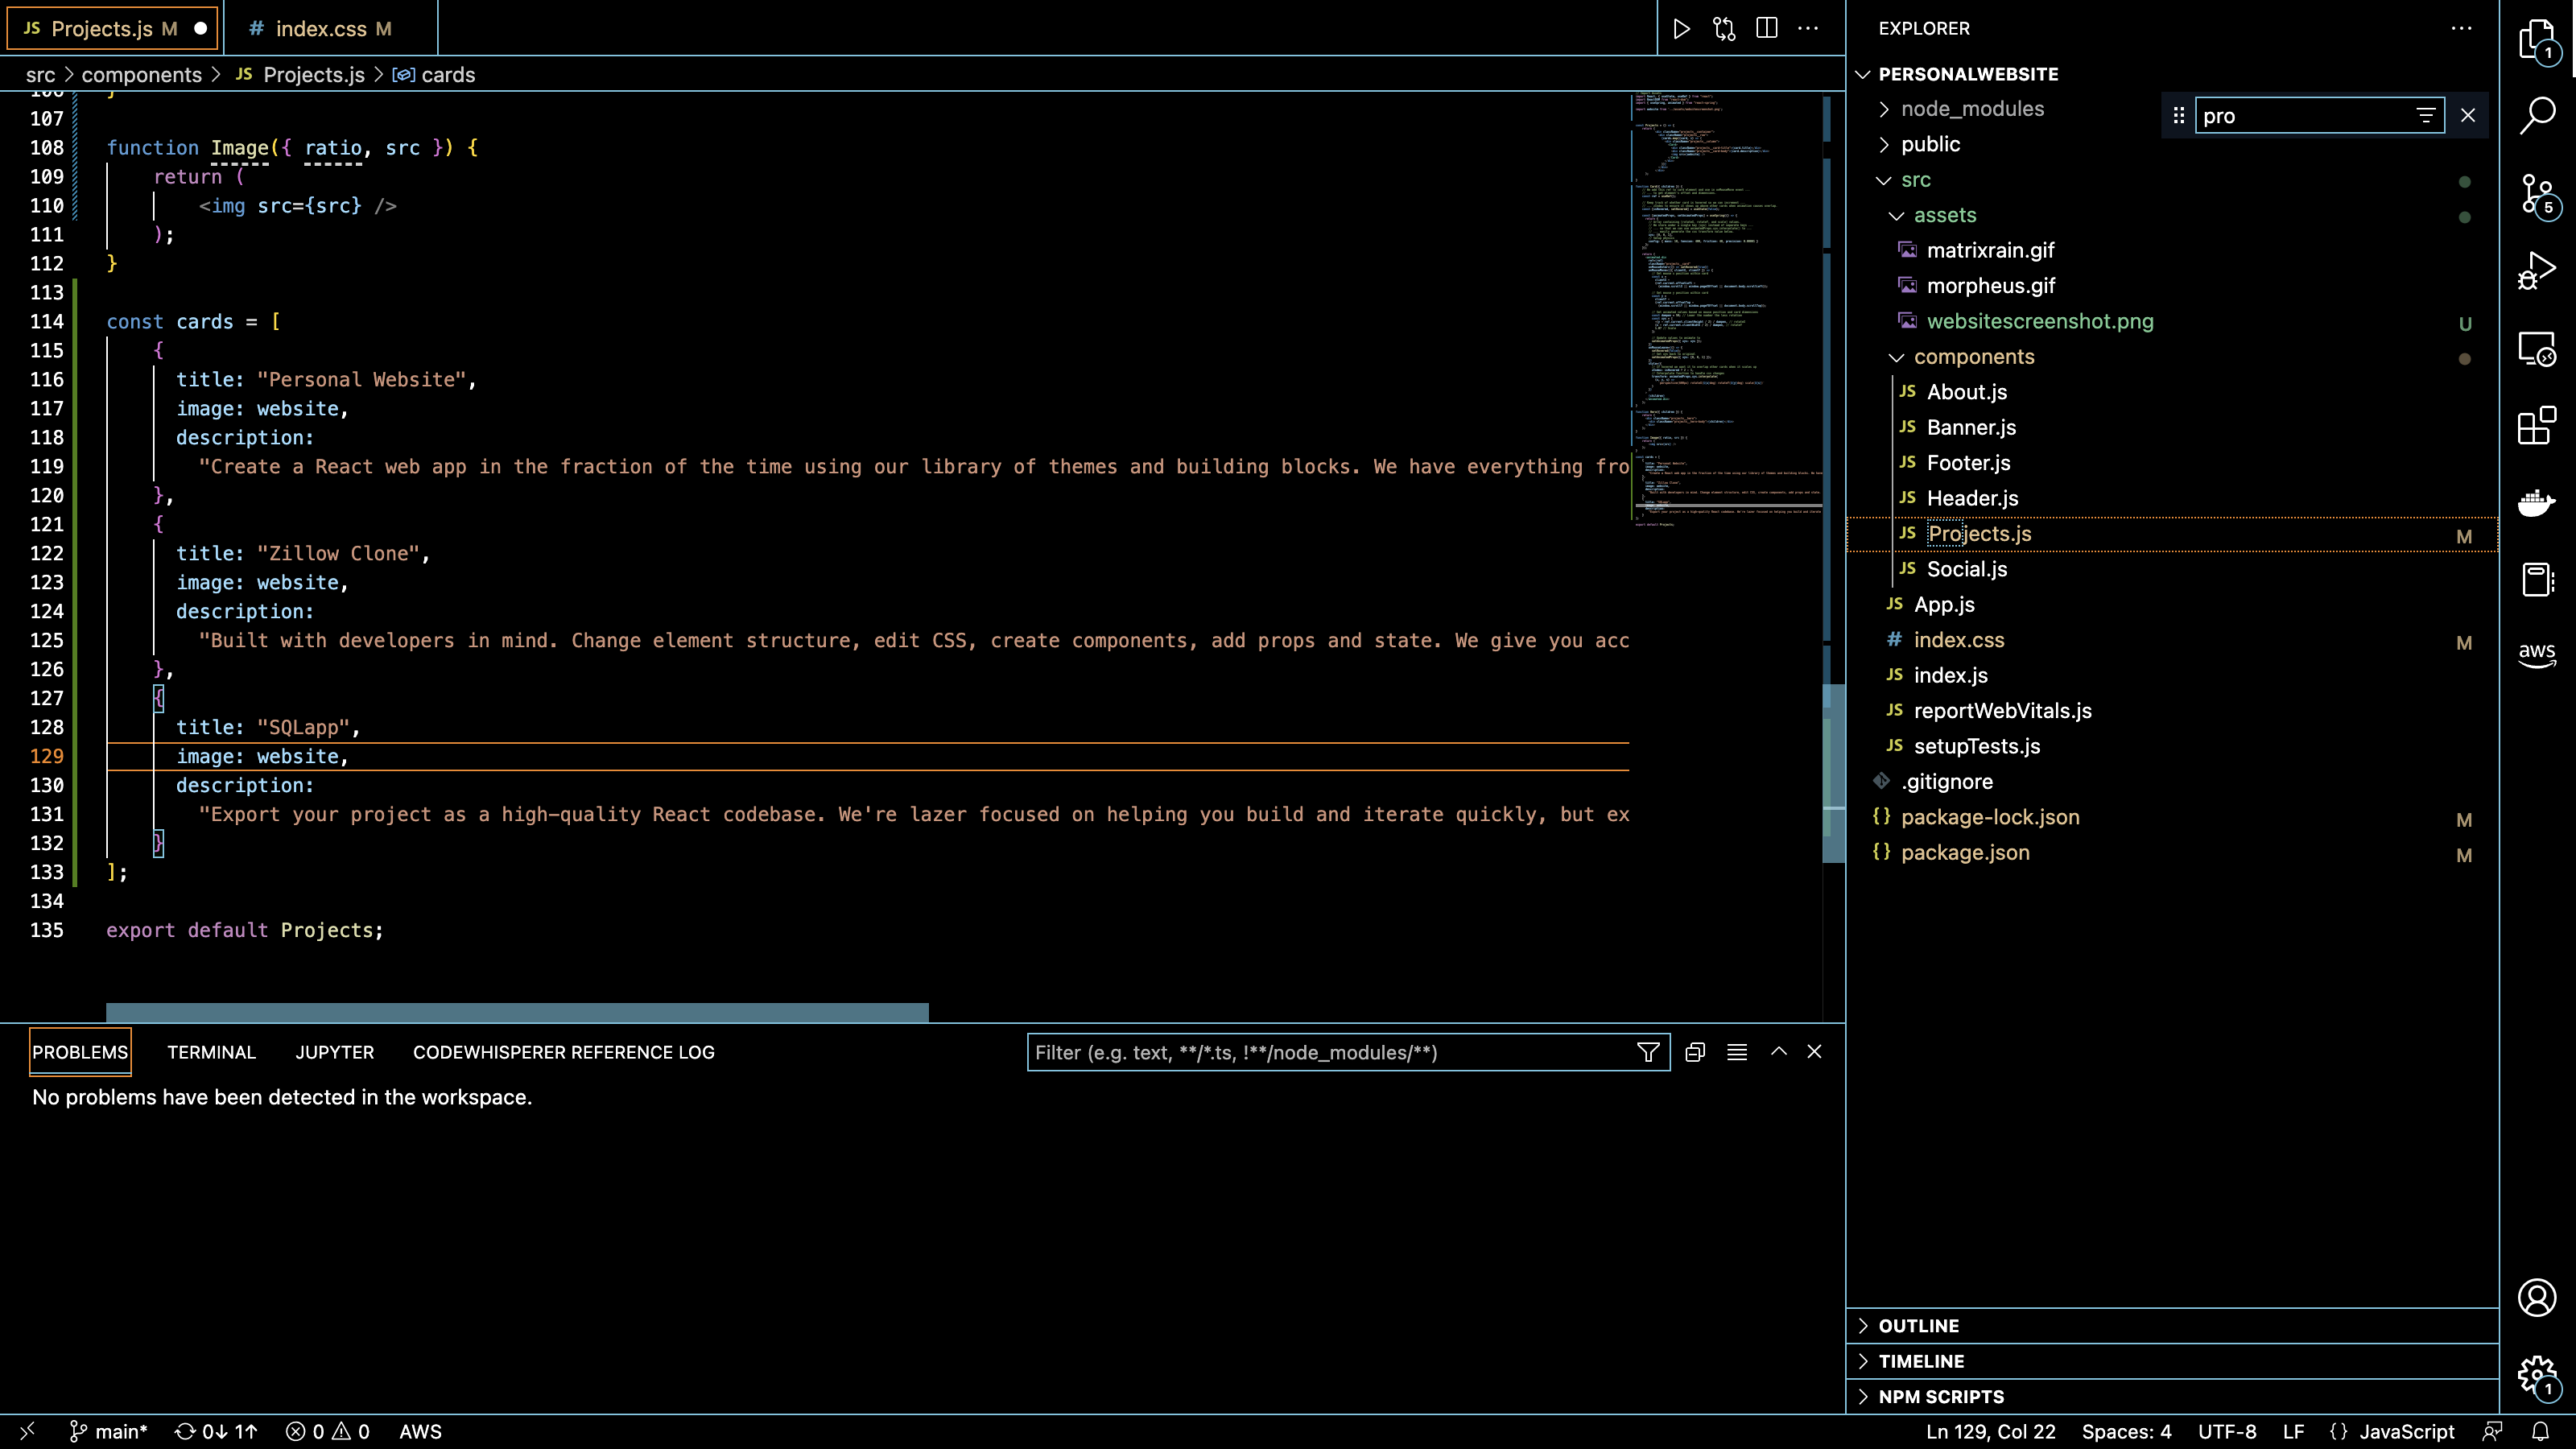 JS Projects.js M
# index.css M
src > components > JS Projects.js > cards
107
108 function Image({ ratio, src }) {
109 return (
110 <img src={src} />
111 );
112 }
113
114 const cards = [
115 {
116 title: "Personal Website",
117 image: website,
118 description:
119 "Create a React web app in the fraction of the time using our library of themes and building blocks. We have everything fro
120 },
121 {
122 title: "Zillow Clone",
123 image: website,
124 description:
125 "Built with developers in mind. Change element structure, edit CSS, create components, add props and state. We give you acc
126 },
127 {
128 title: "SQLapp",
129 image: website,
130 description:
131 "Export your project as a high-quality React codebase. We're lazer focused on helping you build and iterate quickly, but ex
132 }
133 ];
134
135 export default Projects;
PROBLEMS TERMINAL JUPYTER CODEWHISPERER REFERENCE LOG
Filter (e.g. text, **/*.ts, !**/node_modules/**)
No problems have been detected in the workspace.
EXPLORER
PERSONALWEBSITE
pro
node_modules
public
src
assets
matrixrain.gif
morpheus.gif
websitescreenshot.png U
components
JS About.js
JS Banner.js
JS Footer.js
JS Header.js
JS Projects.js M
JS Social.js
JS App.js
# index.css M
JS index.js
JS reportWebVitals.js
JS setupTests.js
.gitignore
{} package-lock.json M
{} package.json M
OUTLINE
TIMELINE
NPM SCRIPTS
1
5
aws
1
main* 0↓ 1↑ 0 0 AWS
Ln 129, Col 22 Spaces: 4 UTF-8 LF {} JavaScript